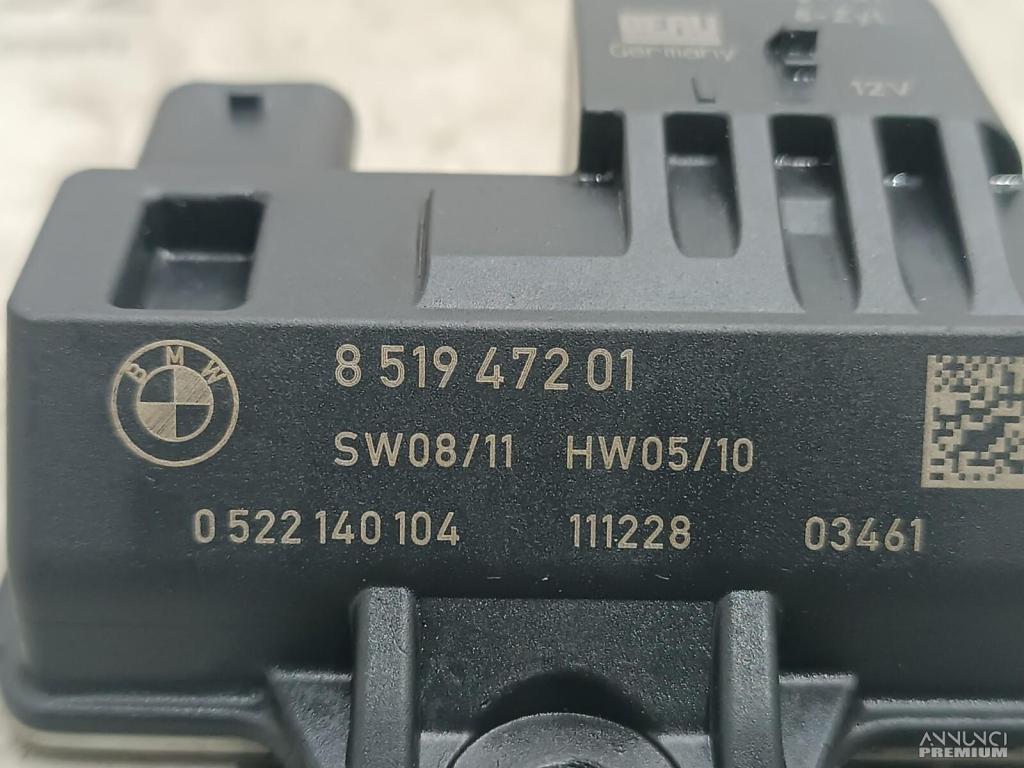 BERU
Germany
12V
BMW
8 519 472 01
SW08/11 HW05/10
0 522 140 104 111228 03461
ANNUNCI
PREMIUM